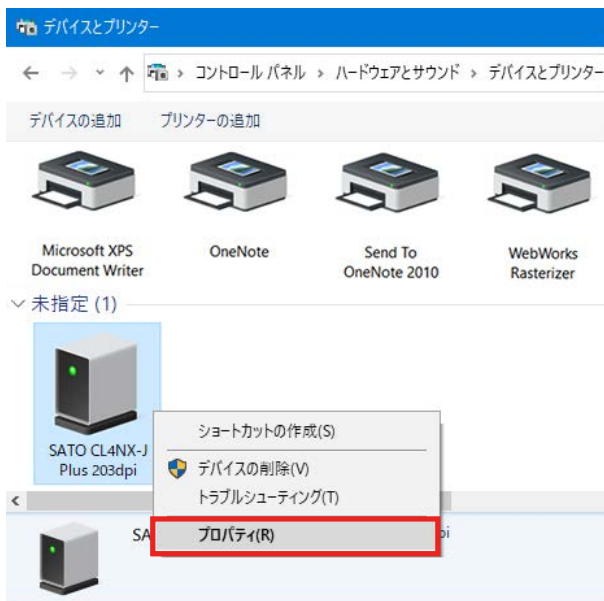 デバイスとプリンター
コントロール パネル › ハードウェアとサウンド › デバイスとプリンター
デバイスの追加 プリンターの追加
Microsoft XPS
Document Writer
OneNote
Send To
OneNote 2010
WebWorks
Rasterizer
未指定 (1)
SATO CL4NX-J
Plus 203dpi
ショートカットの作成(S)
デバイスの削除(V)
トラブルシューティング(T)
プロパティ(R)
SA